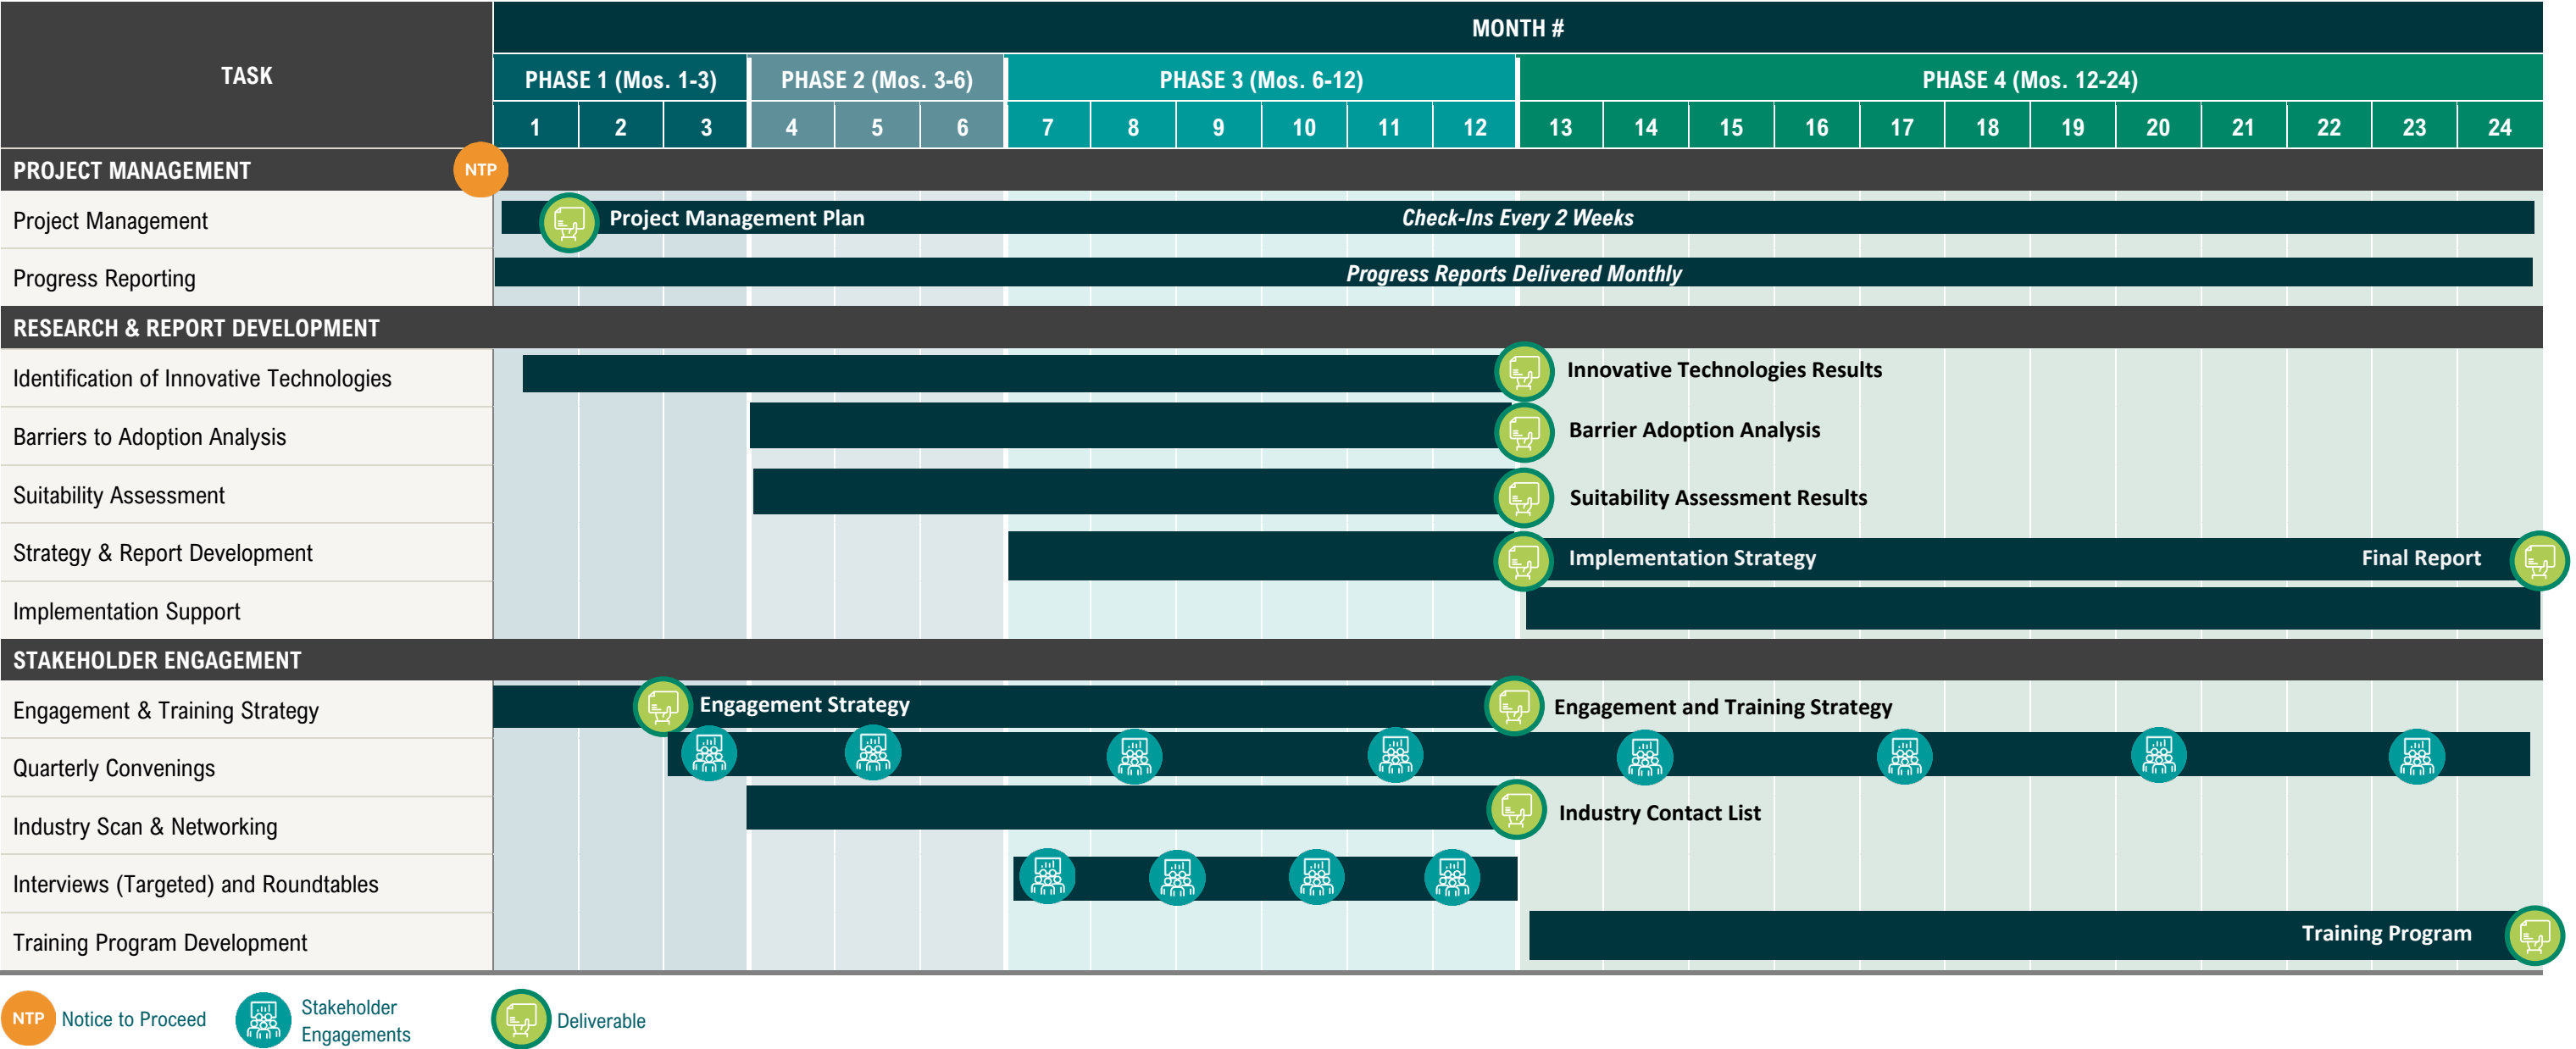 TASK
MONTH #
PHASE 1 (Mos. 1-3) PHASE 2 (Mos. 3-6) PHASE 3 (Mos. 6-12) PHASE 4 (Mos. 12-24)
1 2 3 4 5 6 7 8 9 10 11 12 13 14 15 16 17 18 19 20 21 22 23 24
PROJECT MANAGEMENT NTP
Project Management Project Management Plan Check-Ins Every 2 Weeks
Progress Reporting Progress Reports Delivered Monthly
RESEARCH & REPORT DEVELOPMENT
Identification of Innovative Technologies Innovative Technologies Results
Barriers to Adoption Analysis Barrier Adoption Analysis
Suitability Assessment Suitability Assessment Results
Strategy & Report Development Implementation Strategy Final Report
Implementation Support
STAKEHOLDER ENGAGEMENT
Engagement & Training Strategy Engagement Strategy Engagement and Training Strategy
Quarterly Convenings
Industry Scan & Networking Industry Contact List
Interviews (Targeted) and Roundtables
Training Program Development Training Program
NTP Notice to Proceed
Stakeholder
Engagements
Deliverable